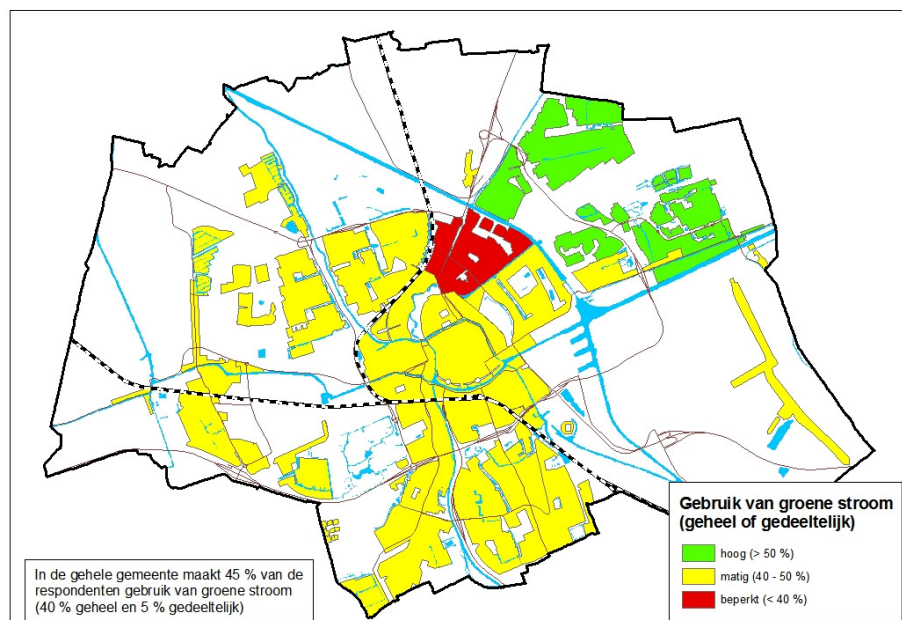 Gebruik van groene stroom
(geheel of gedeeltelijk)
hoog (> 50 %)
matig (40 - 50 %)
beperkt (< 40 %)
In de gehele gemeente maakt 45 % van de
respondenten gebruik van groene stroom
(40 % geheel en 5 % gedeeltelijk)